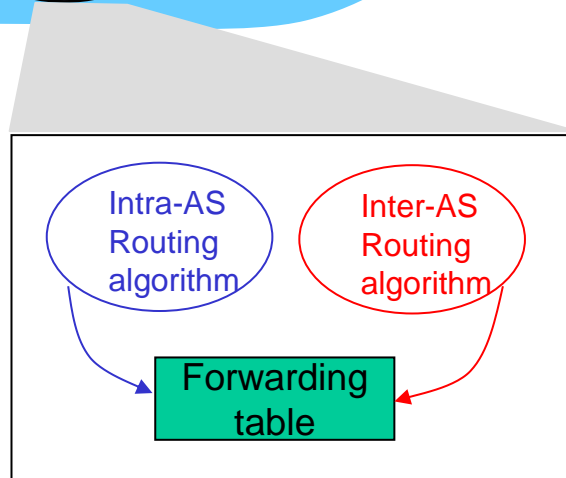 Intra-AS
Routing
algorithm
Inter-AS
Routing
algorithm
Forwarding
table